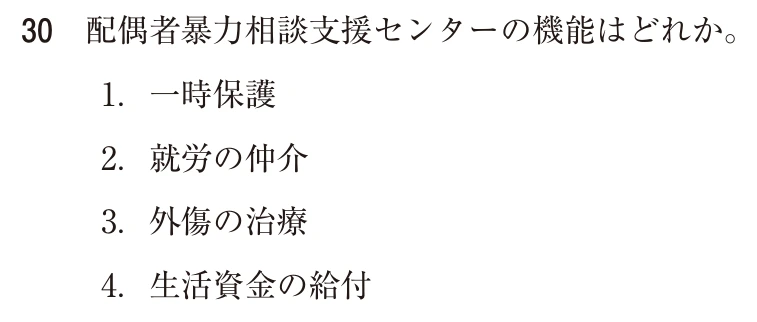 30 配偶者暴力相談支援センターの機能はどれか。
1. 一時保護
2. 就労の仲介
3. 外傷の治療
4. 生活資金の給付